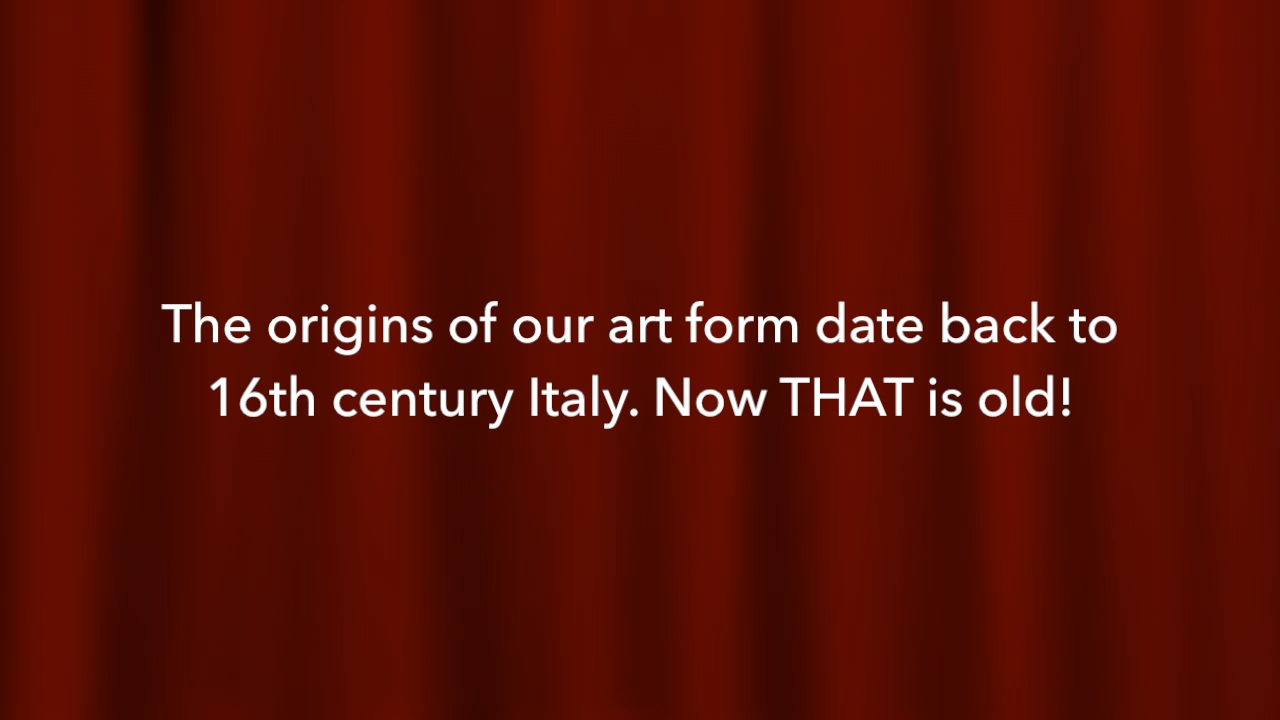 The origins of our art form date back to
16th century Italy. Now THAT is old!